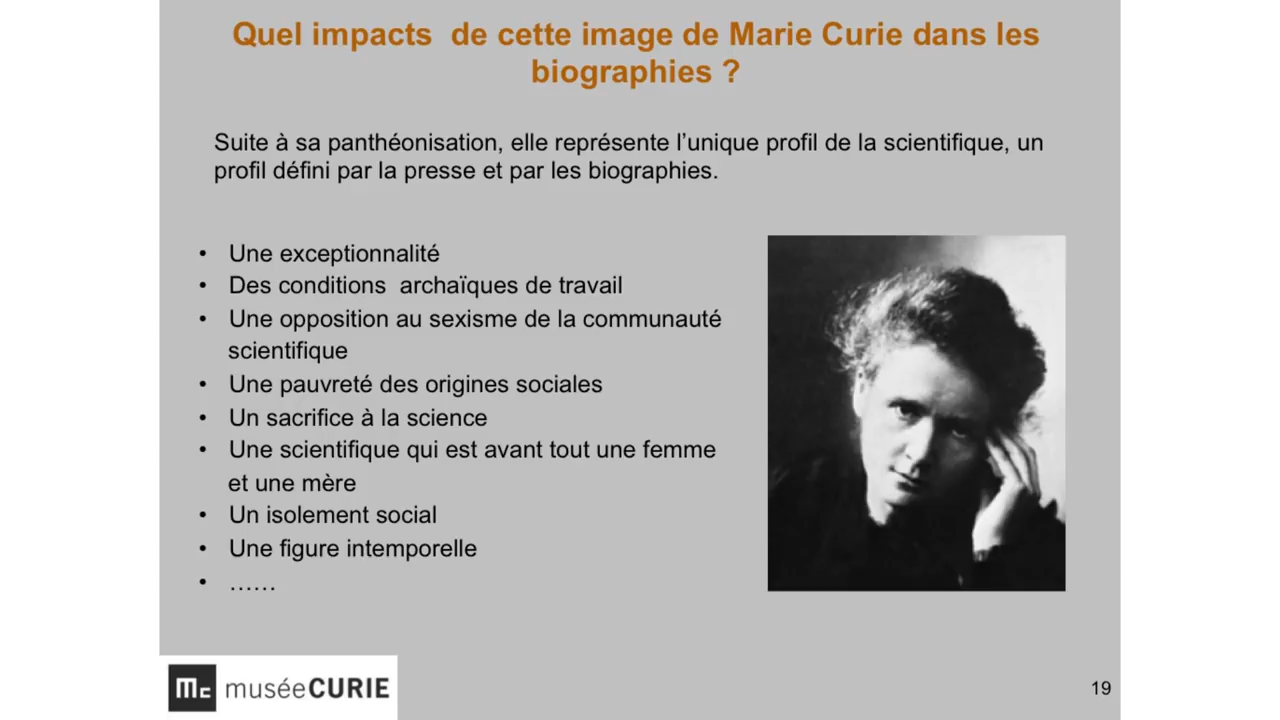 Quel impacts  de cette image de Marie Curie dans les
biographies ?
Suite à sa panthéonisation, elle représente l’unique profil de la scientifique, un
profil défini par la presse et par les biographies.
• Une exceptionnalité
• Des conditions  archaïques de travail
• Une opposition au sexisme de la communauté
scientifique
• Une pauvreté des origines sociales
• Un sacrifice à la science
• Une scientifique qui est avant tout une femme
et une mère
• Un isolement social
• Une figure intemporelle
• ……
Mc muséeCURIE
19